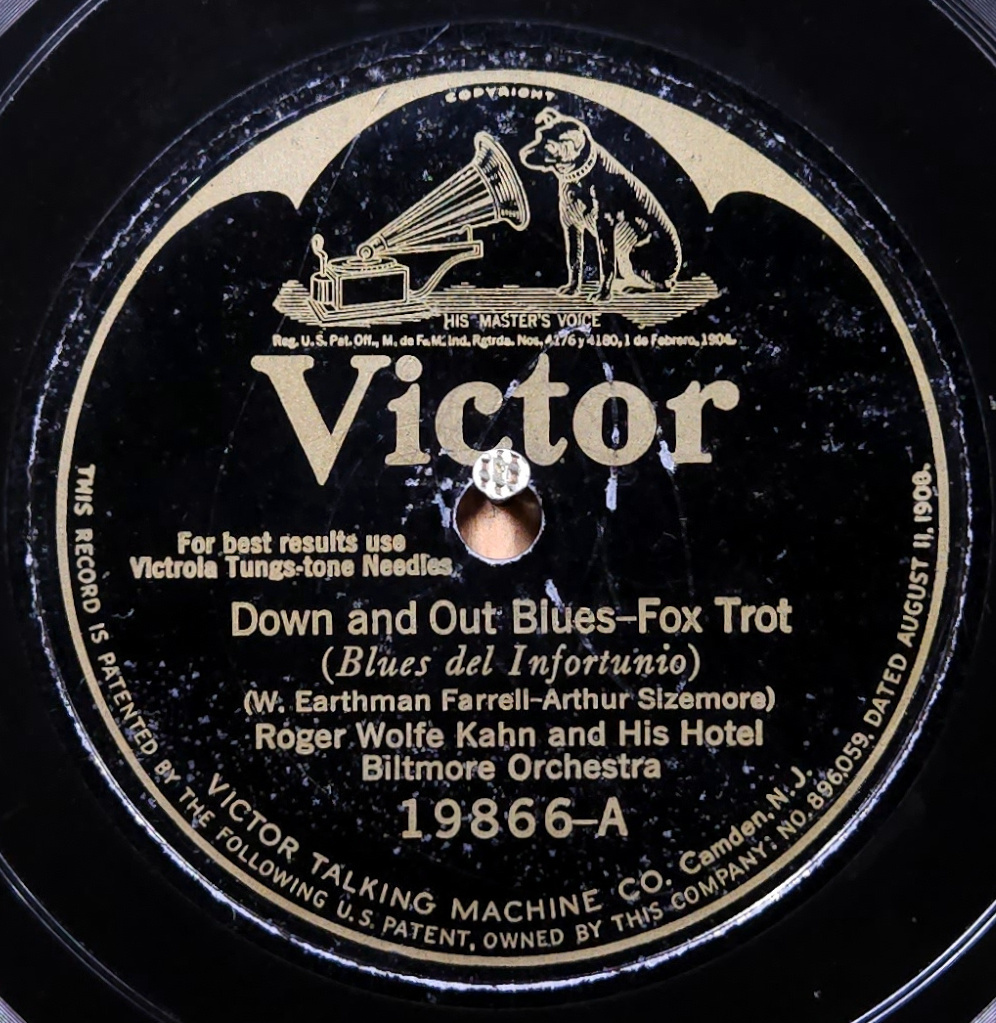 COPYRIGHT
HIS MASTER'S VOICE
Reg. U.S. Pat. Off., M. de F. M. Ind. Rgtrda. Nos. 4176 y 4180, 1 de Febrero, 1904.
Victor
For best results use
Victrola Tungs-tone Needles
Down and Out Blues–Fox Trot
(Blues del Infortunio)
(W. Earthman Farrell–Arthur Sizemore)
Roger Wolfe Kahn and His Hotel
Biltmore Orchestra
19866–A
VICTOR TALKING MACHINE CO. Camden, N.J.
THIS RECORD IS PATENTED BY THE FOLLOWING U.S. PATENT, OWNED BY THIS COMPANY: NO. 896,059, DATED AUGUST 11, 1908.